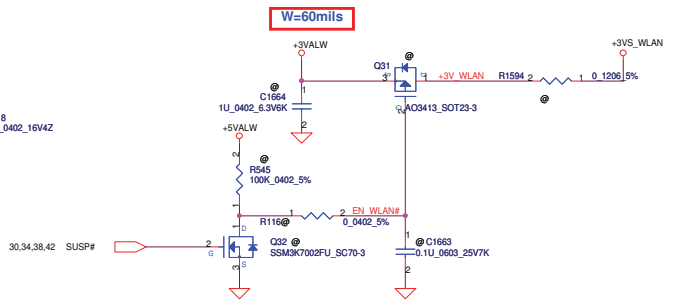 W=60mils
+3VALW
+3VS_WLAN
Q31
@
3
S
D
1
+3V_WLAN
R1594
2
1
0_1206_5%
@
@
C1664
1U_0402_6.3V6K
1
2
G
2
AO3413_SOT23-3
8
_0402_16V4Z
+5VALW
2
@
R545
100K_0402_5%
1
R116
@
1
2
EN_WLAN#
0_0402_5%
30,34,38,42
SUSP#
2
G
1
D
Q32
@
SSM3K7002FU_SC70-3
3
S
1
@
C1663
0.1U_0603_25V7K
2